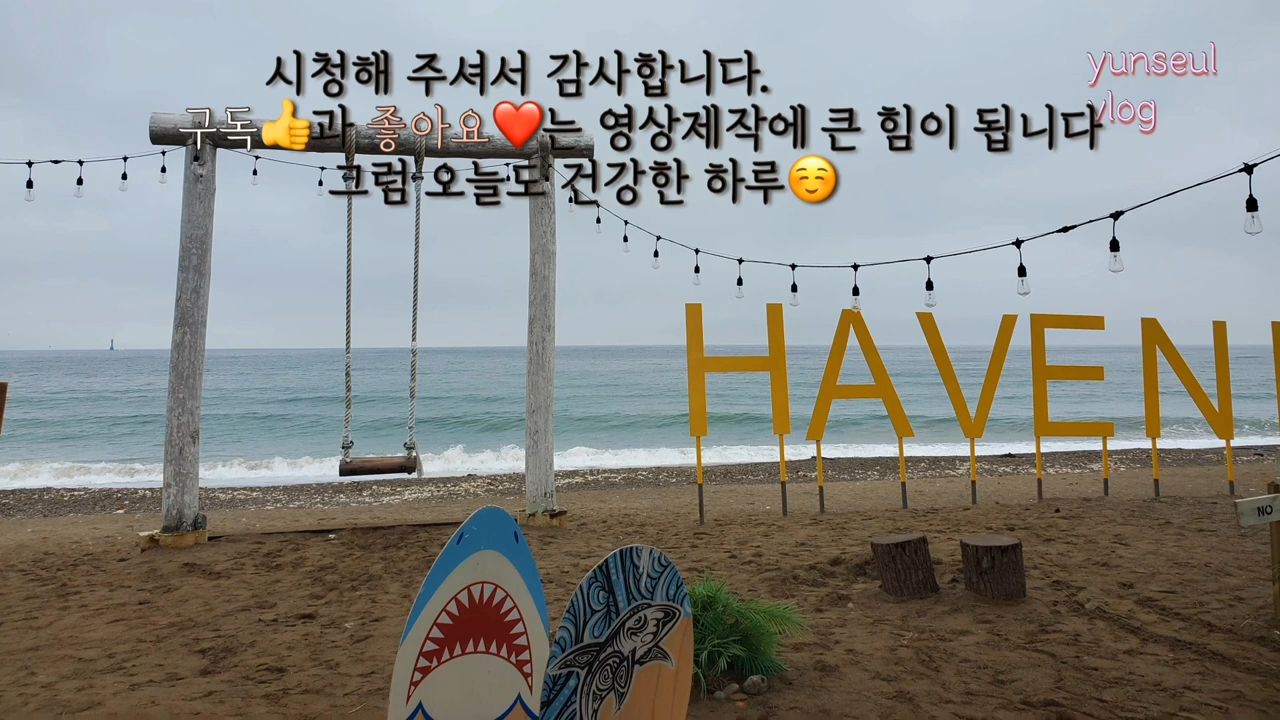 시청해 주셔서 감사합니다.
구독👍과 좋아요❤️는 영상제작에 큰 힘이 됩니다
그럼 오늘도 건강한 하루☺️
yunseul
vlog
HAVEN
NO